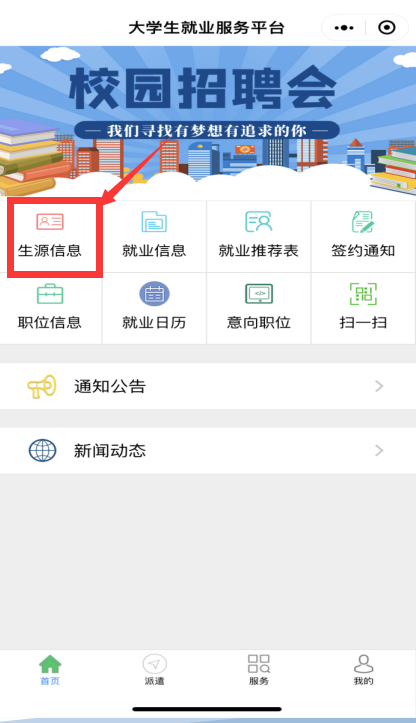 大学生就业服务平台
校园招聘会
我们寻找有梦想有追求的你
生源信息 就业信息 就业推荐表 签约通知
职位信息 就业日历 意向职位 扫一扫
通知公告
新闻动态
首页 派遣 服务 我的